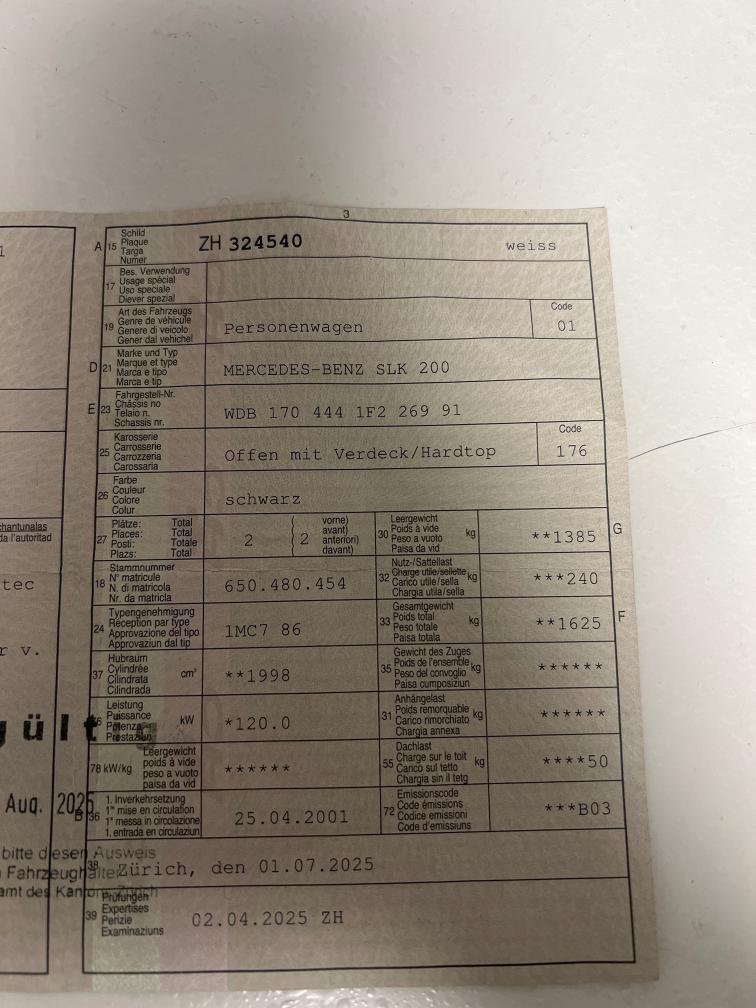 3
A 15 Schild Plaque Targa Numer ZH 324540 weiss
17 Bes. Verwendung Usage spécial Uso speciale Diever spezial
19 Art des Fahrzeugs Genre de véhicule Genere di veicolo Gener dal vehichel Personenwagen Code 01
D 21 Marke und Typ Marque et type Marca e tipo Marca e tip MERCEDES-BENZ SLK 200
E 23 Fahrgestell-Nr. Châssis no Telaio n. Schassis nr. WDB 170 444 1F2 269 91
25 Karosserie Carrosserie Carrozzeria Carossaria Offen mit Verdeck/Hardtop Code 176
26 Farbe Couleur Colore Colur schwarz
27 Plätze: Total Places: Total Posti: Totale Plazs: Total 2 2 vorne) avant) anteriori) davant)
30 Leergewicht Poids à vide Peso a vuoto Paisa da vid kg **1385 G
18 Stammnummer N° matricule N. di matricola Nr. da matricla 650.480.454
32 Nutz-/Sattellast Charge utile/sellette Carico utile/sella Chargia utila/sella kg ***240
24 Typengenehmigung Réception par type Approvazione del tipo Approvaziun dal tip 1MC7 86
33 Gesamtgewicht Poids total Peso totale Paisa totala kg **1625 F
37 Hubraum Cylindrée Cilindrata Cilindrada cm³ **1998
35 Gewicht des Zuges Poids de l'ensemble Peso del convoglio Paisa cumposiziun kg ******
Leistung Puissance Potenza Prestaziun kW *120.0
31 Anhängelast Poids remorquable Carico rimorchiato Chargia annexa kg ******
78 kW/kg Leergewicht poids à vide peso a vuoto paisa da vid ******
55 Dachlast Charge sur le toit Carico sul tetto Chargia sin il tetg kg ****50
B 36 1. Inverkehrsetzung 1ère mise en circulation 1a messa in circolazione 1. entrada en circulaziun 25.04.2001
72 Emissionscode Code émissions Codice emissioni Code d'emissiuns ***B03
38 Zürich, den 01.07.2025
39 Prüfungen Expertises Perizie Examinaziuns 02.04.2025 ZH
chantunalas
da l'autoritad
tec
r v.
gült
Aug. 2025
bitte diesen Ausweis
Fahrzeughalter
amt des Kantons Zürich